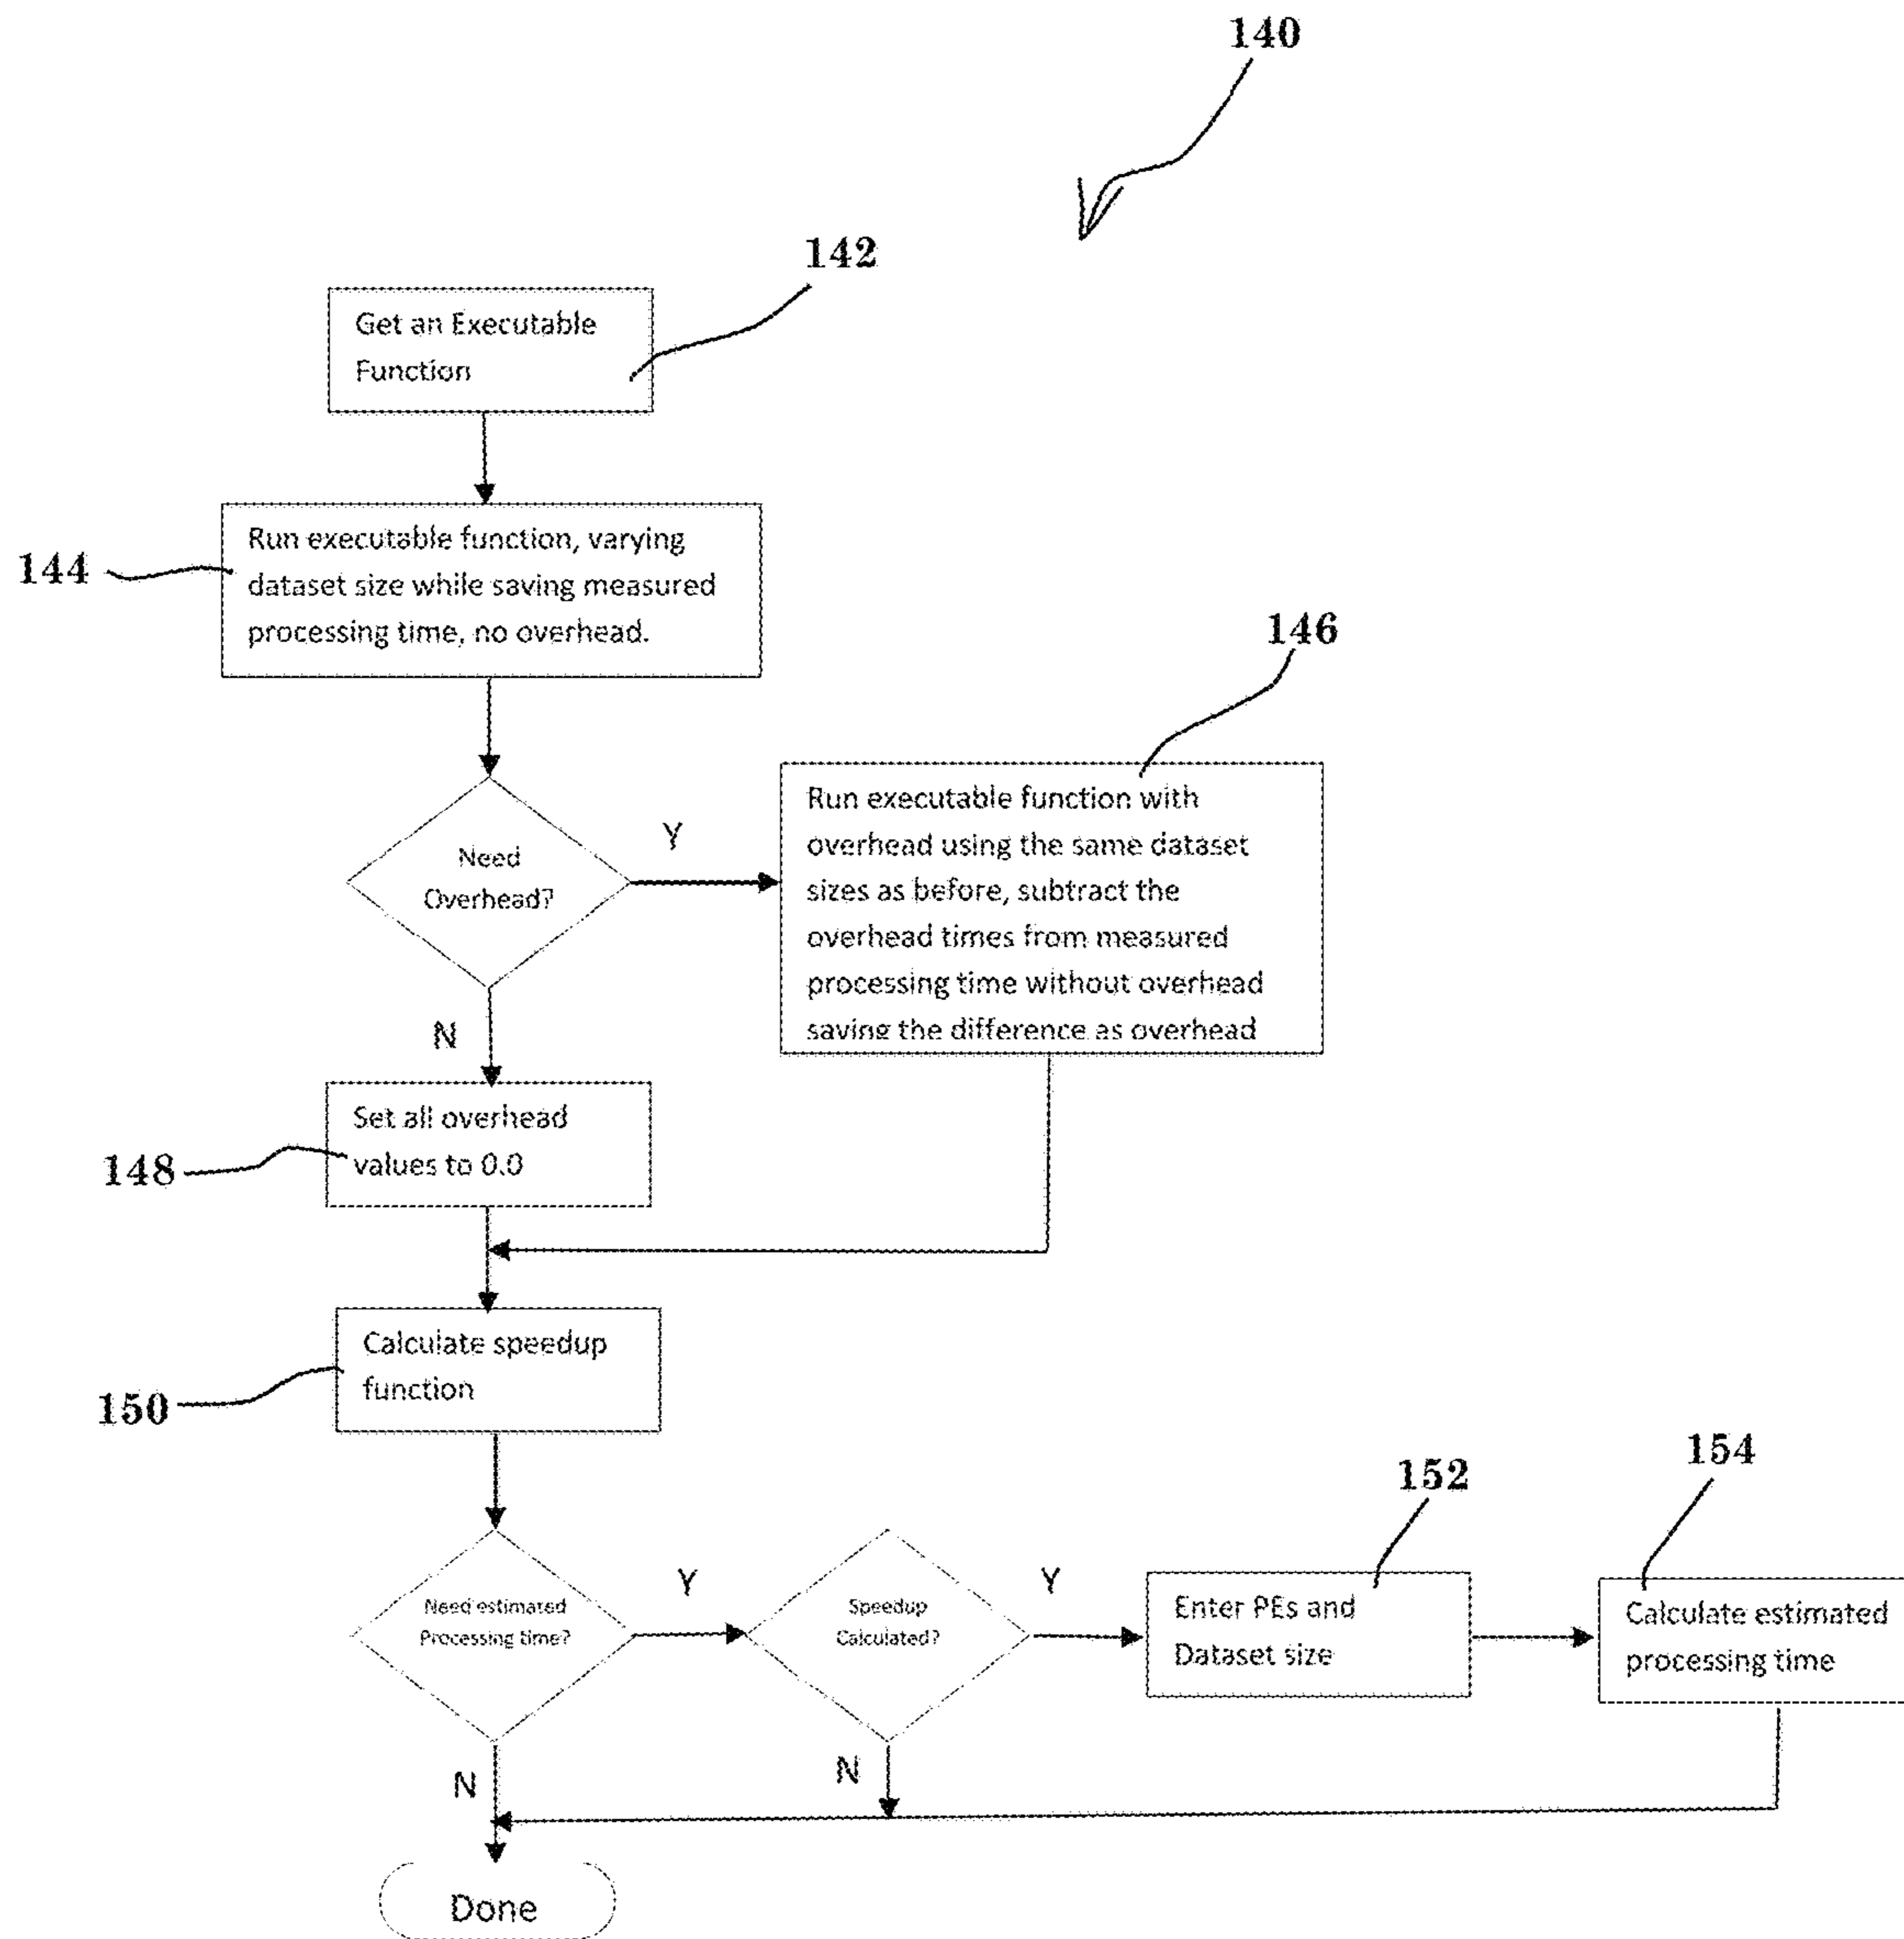 140
142
Get an Executable
Function
144
Run executable function, varying
dataset size while saving measured
processing time, no overhead.
146
Need
Overhead?
Y
N
Run executable function with
overhead using the same dataset
sizes as before, subtract the
overhead times from measured
processing time without overhead
saving the difference as overhead
148
Set all overhead
values to 0.0
150
Calculate speedup
function
Need estimated
Processing time?
Y
N
Speedup
Calculated?
Y
N
152
Enter PEs and
Dataset size
154
Calculate estimated
processing time
Done